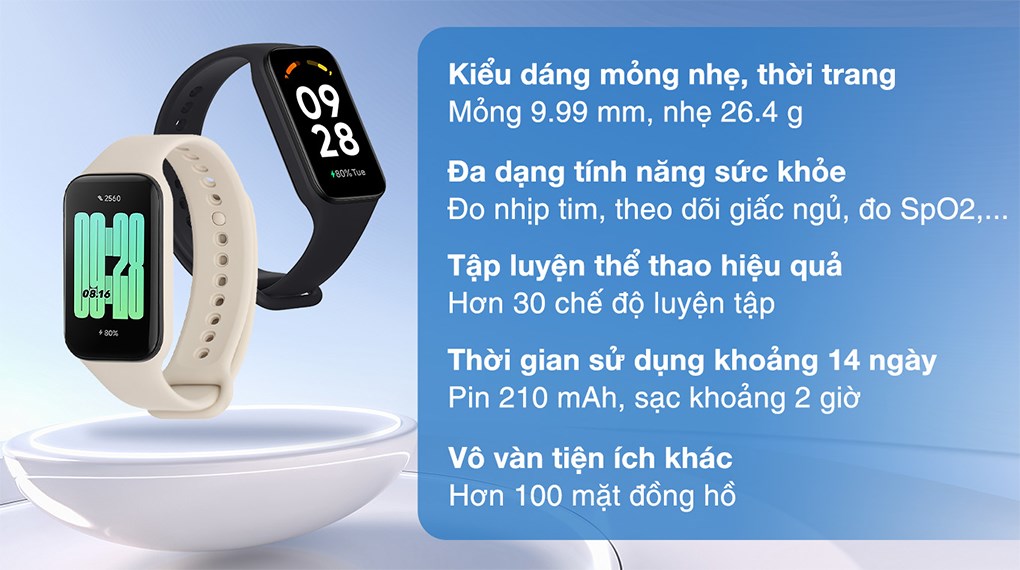 09
28
80% Tue
2560
09:28
08.16
80%
Kiểu dáng mỏng nhẹ, thời trang
Mỏng 9.99 mm, nhẹ 26.4 g
Đa dạng tính năng sức khỏe
Đo nhịp tim, theo dõi giấc ngủ, đo SpO2,...
Tập luyện thể thao hiệu quả
Hơn 30 chế độ luyện tập
Thời gian sử dụng khoảng 14 ngày
Pin 210 mAh, sạc khoảng 2 giờ
Vô vàn tiện ích khác
Hơn 100 mặt đồng hồ